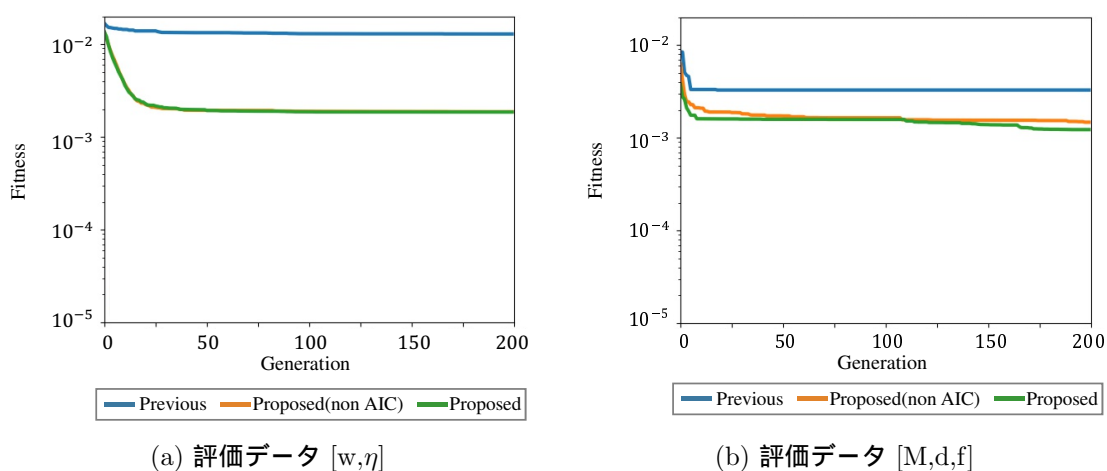 10⁻²
10⁻³
10⁻⁴
10⁻⁵
Fitness
0 50 100 150 200
Generation
Previous Proposed(non AIC) Proposed
(a) 評価データ [w,η]
10⁻²
10⁻³
10⁻⁴
10⁻⁵
Fitness
0 50 100 150 200
Generation
Previous Proposed(non AIC) Proposed
(b) 評価データ [M,d,f]